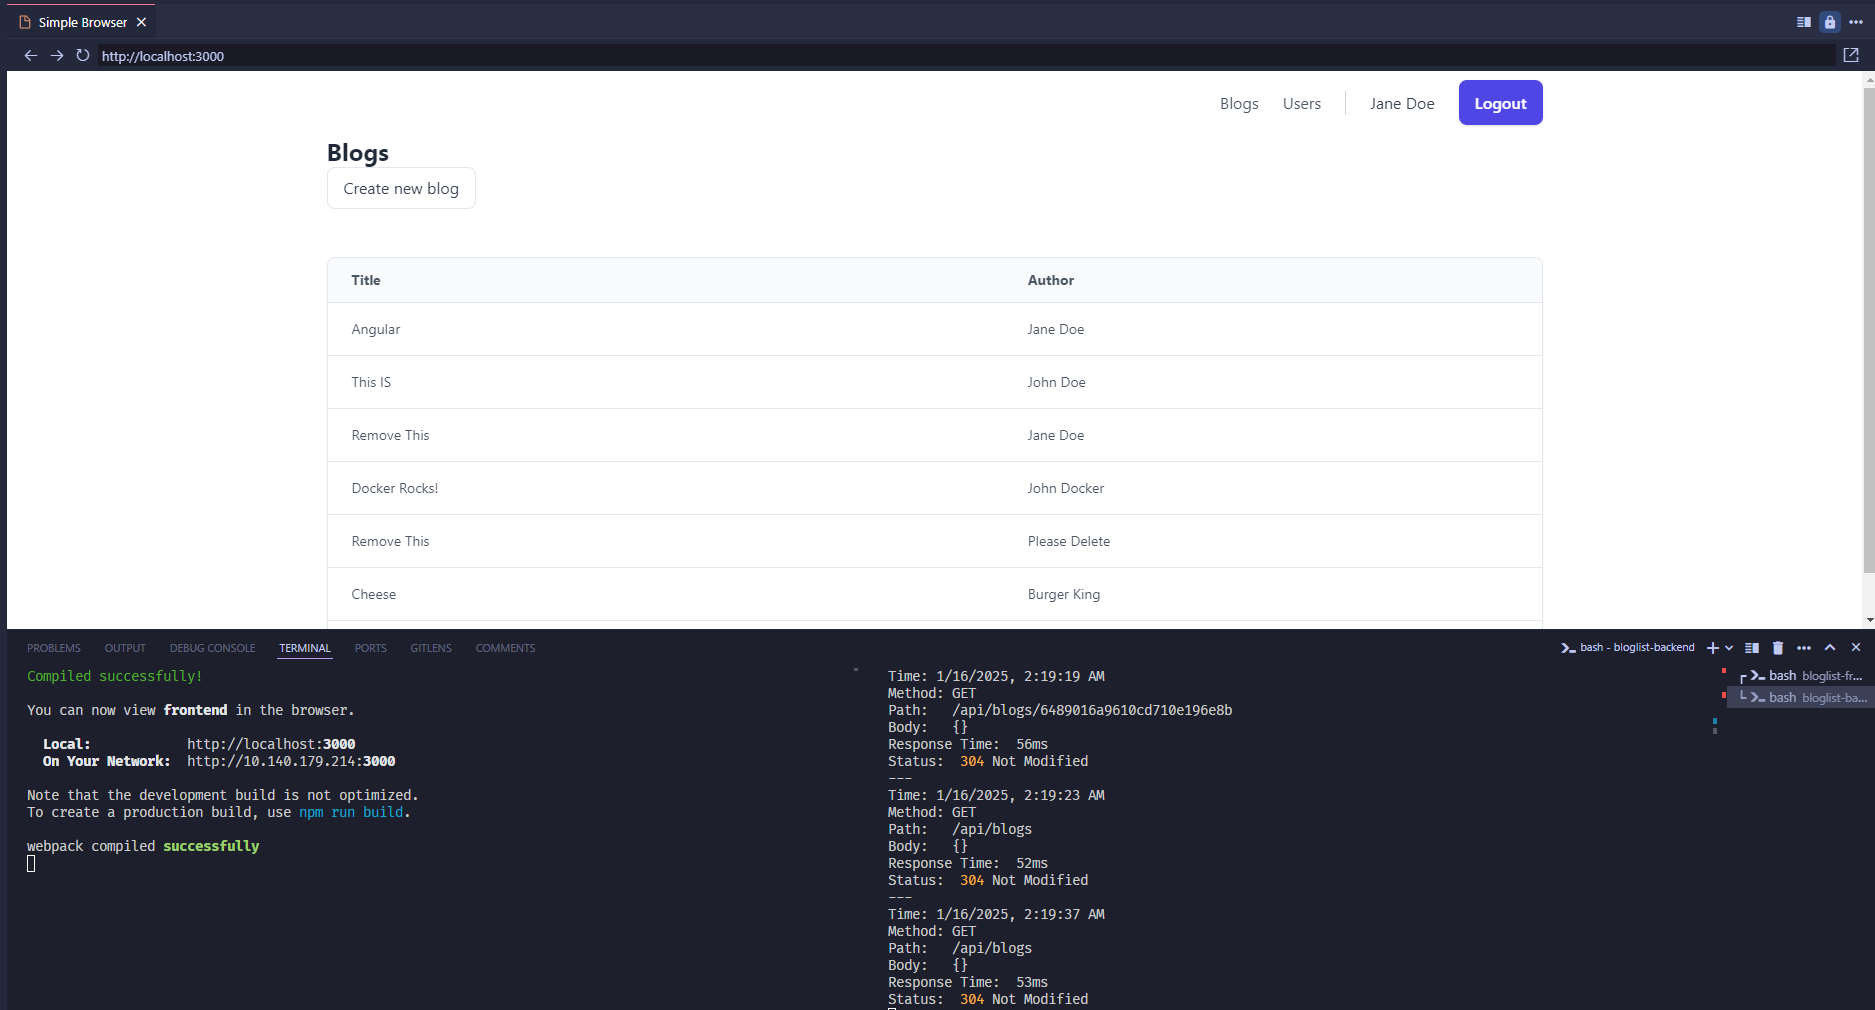 Simple Browser
http://localhost:3000
Blogs Users Jane Doe Logout
Blogs
Create new blog
Title Author
Angular Jane Doe
This IS John Doe
Remove This Jane Doe
Docker Rocks! John Docker
Remove This Please Delete
Cheese Burger King
PROBLEMS OUTPUT DEBUG CONSOLE TERMINAL PORTS GITLENS COMMENTS
bash - bloglist-backend
Compiled successfully!
You can now view frontend in the browser.
Local: http://localhost:3000
On Your Network: http://10.140.179.214:3000
Note that the development build is not optimized.
To create a production build, use npm run build.
webpack compiled successfully
Time: 1/16/2025, 2:19:19 AM
Method: GET
Path: /api/blogs/6489016a9610cd710e196e8b
Body: {}
Response Time: 56ms
Status: 304 Not Modified
---
Time: 1/16/2025, 2:19:23 AM
Method: GET
Path: /api/blogs
Body: {}
Response Time: 52ms
Status: 304 Not Modified
---
Time: 1/16/2025, 2:19:37 AM
Method: GET
Path: /api/blogs
Body: {}
Response Time: 53ms
Status: 304 Not Modified
bash bloglist-fr...
bash bloglist-ba...